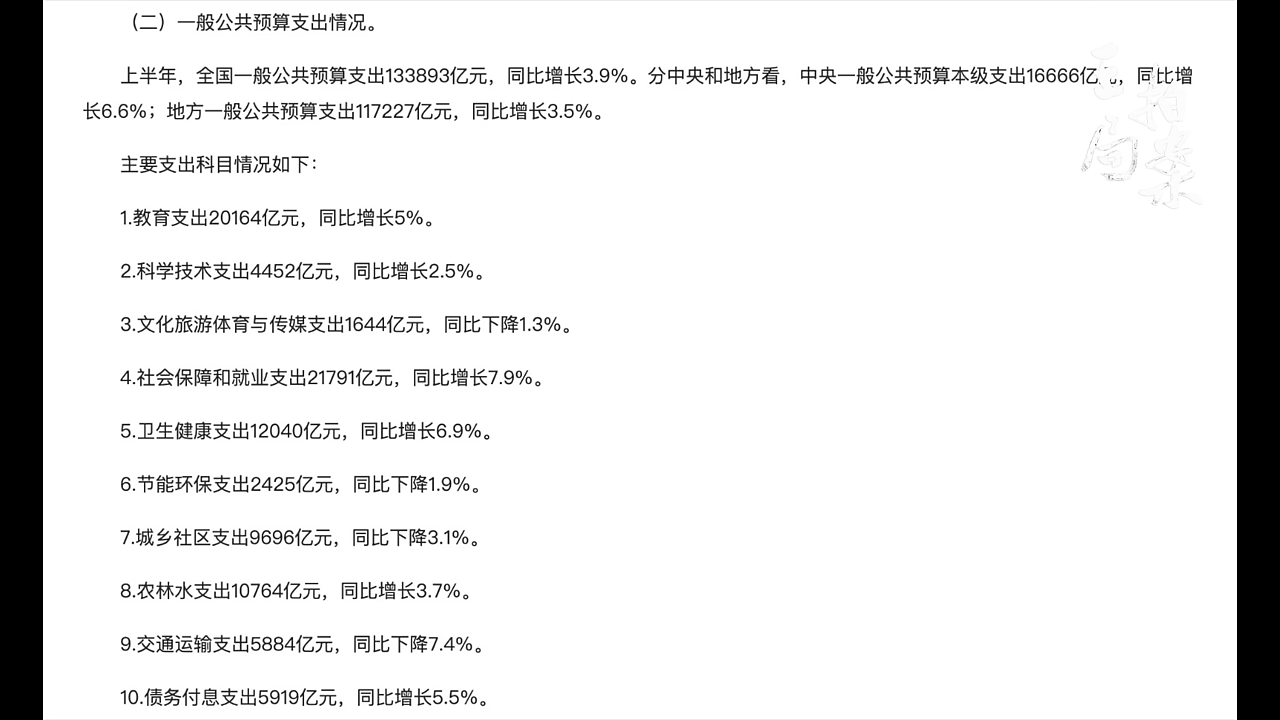 （二）一般公共预算支出情况。
上半年，全国一般公共预算支出133893亿元，同比增长3.9%。分中央和地方看，中央一般公共预算本级支出16666亿元，同比增
长6.6%；地方一般公共预算支出117227亿元，同比增长3.5%。
主要支出科目情况如下：
1.教育支出20164亿元，同比增长5%。
2.科学技术支出4452亿元，同比增长2.5%。
3.文化旅游体育与传媒支出1644亿元，同比下降1.3%。
4.社会保障和就业支出21791亿元，同比增长7.9%。
5.卫生健康支出12040亿元，同比增长6.9%。
6.节能环保支出2425亿元，同比下降1.9%。
7.城乡社区支出9696亿元，同比下降3.1%。
8.农林水支出10764亿元，同比增长3.7%。
9.交通运输支出5884亿元，同比下降7.4%。
10.债务付息支出5919亿元，同比增长5.5%。